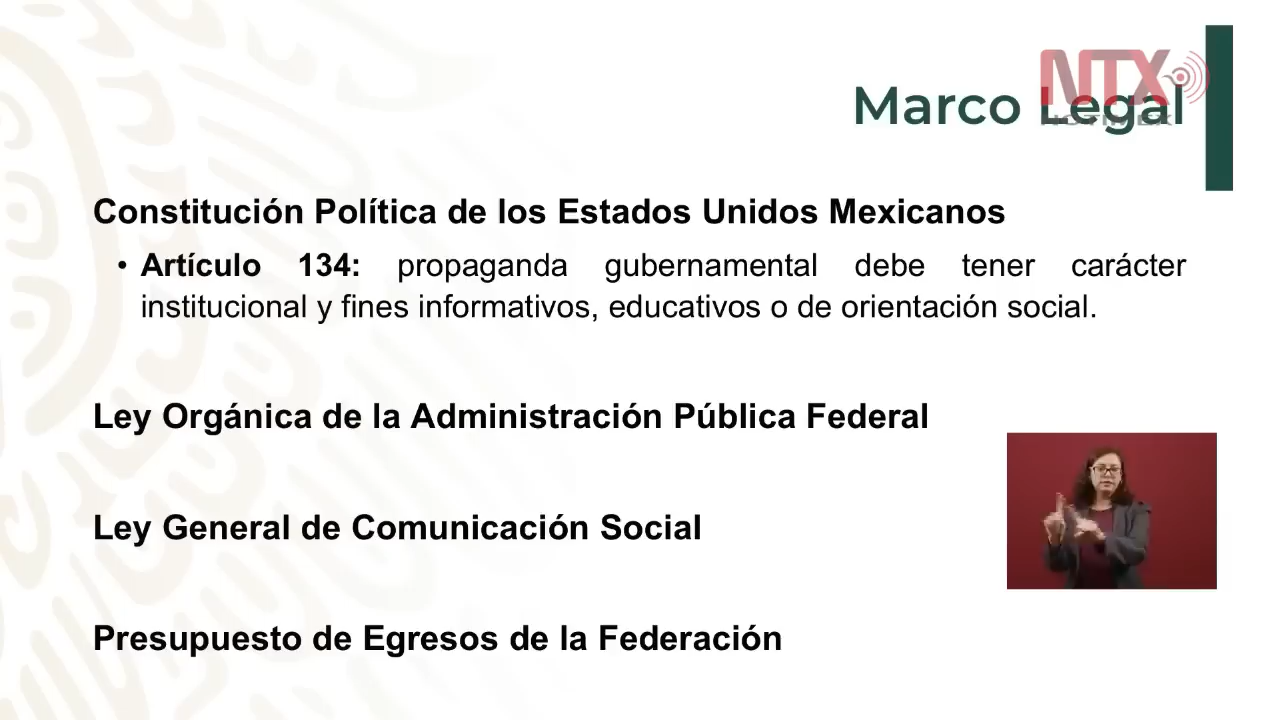 NTX
Marco Legal
NOTIMEX
Constitución Política de los Estados Unidos Mexicanos
• Artículo 134: propaganda gubernamental debe tener carácter
institucional y fines informativos, educativos o de orientación social.
Ley Orgánica de la Administración Pública Federal
Ley General de Comunicación Social
Presupuesto de Egresos de la Federación